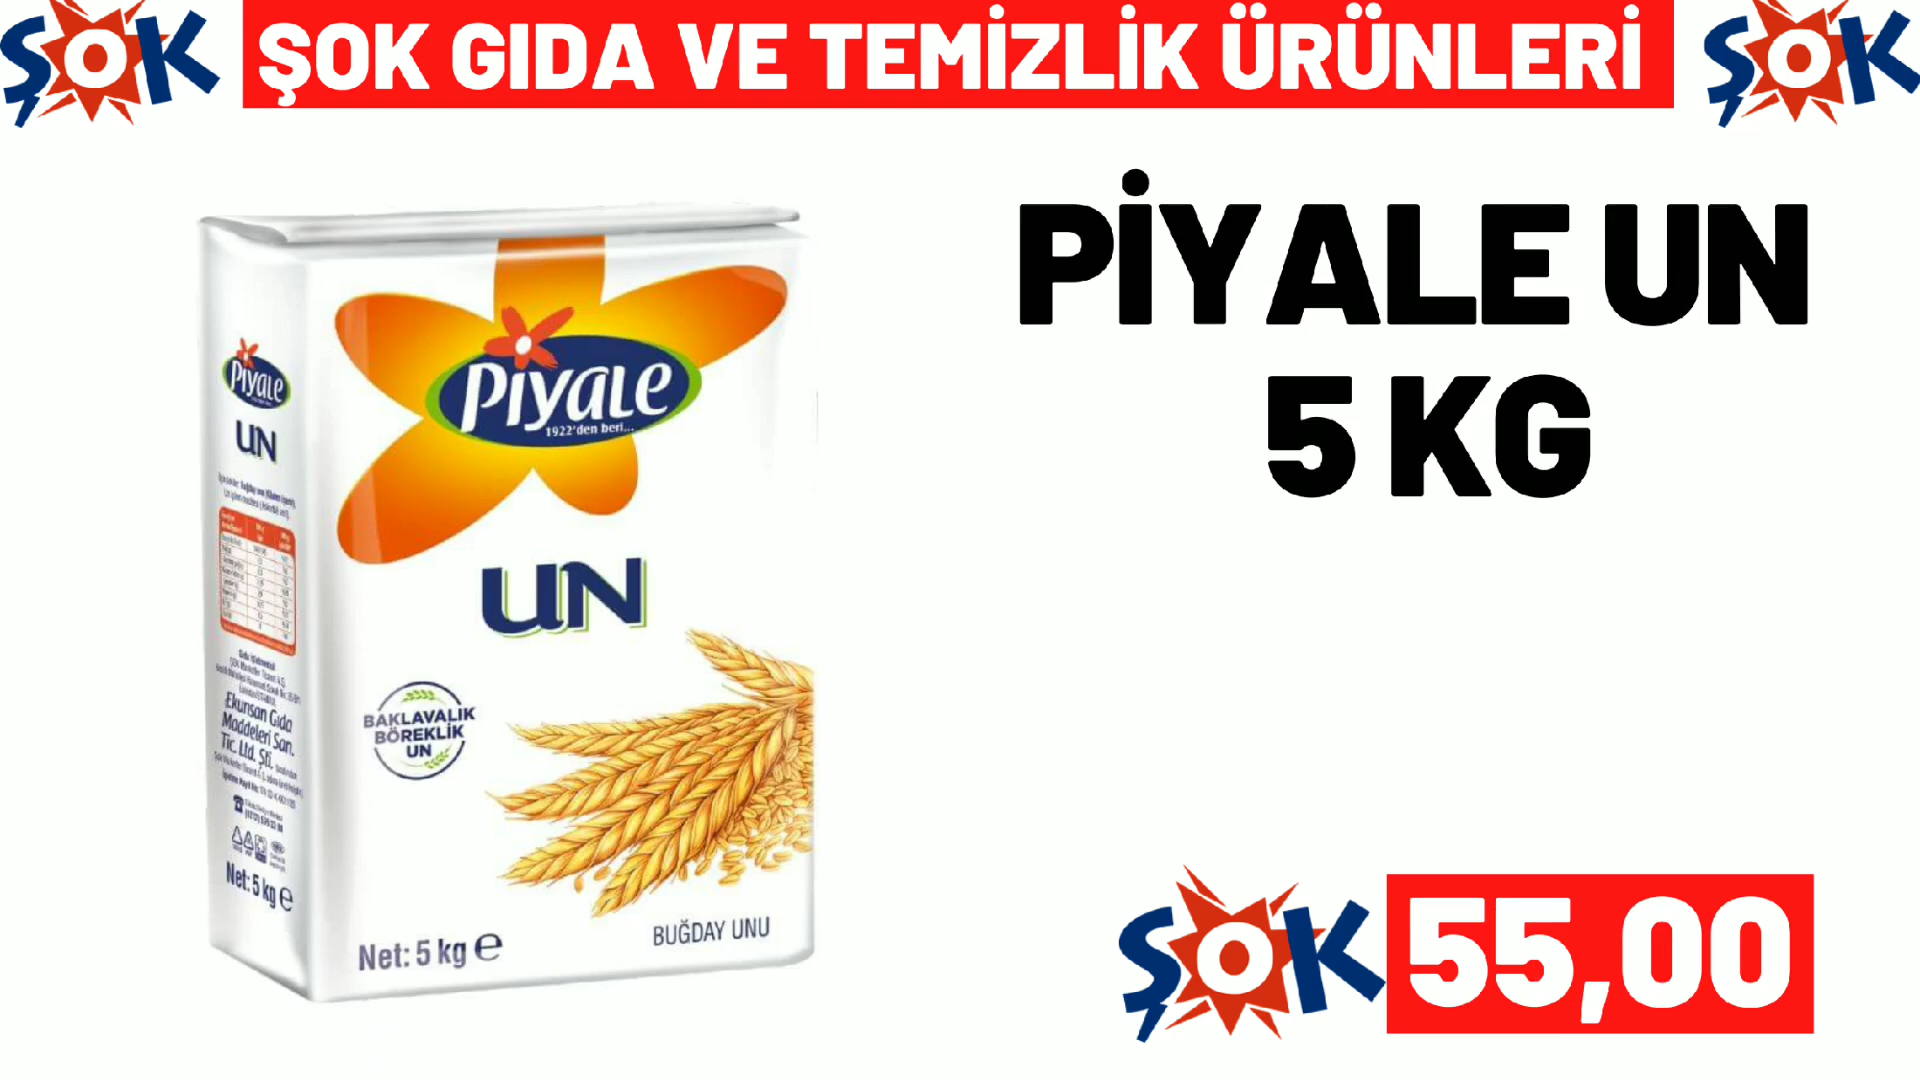 ŞOK
ŞOK GIDA VE TEMİZLİK ÜRÜNLERİ
ŞOK
PİYALE UN
5 KG
Piyale
1922'den beri...
UN
BAKLAVALIK
BÖREKLİK
UN
Net: 5 kg e
BUĞDAY UNU
Piyale
UN
Ekunsan Gıda
Maddeleri San.
Tic. Ltd. Şti.
Net: 5 kg e
ŞOK
55,00